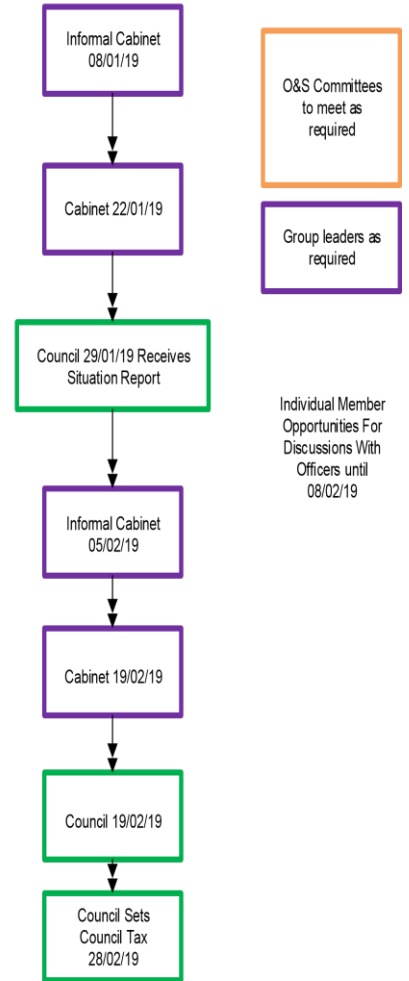 Informal Cabinet
08/01/19
O&S Committees
to meet as
required
Cabinet 22/01/19
Group leaders as
required
Council 29/01/19 Receives
Situation Report
Individual Member
Opportunities For
Discussions With
Officers until
08/02/19
Informal Cabinet
05/02/19
Cabinet 19/02/19
Council 19/02/19
Council Sets
Council Tax
28/02/19